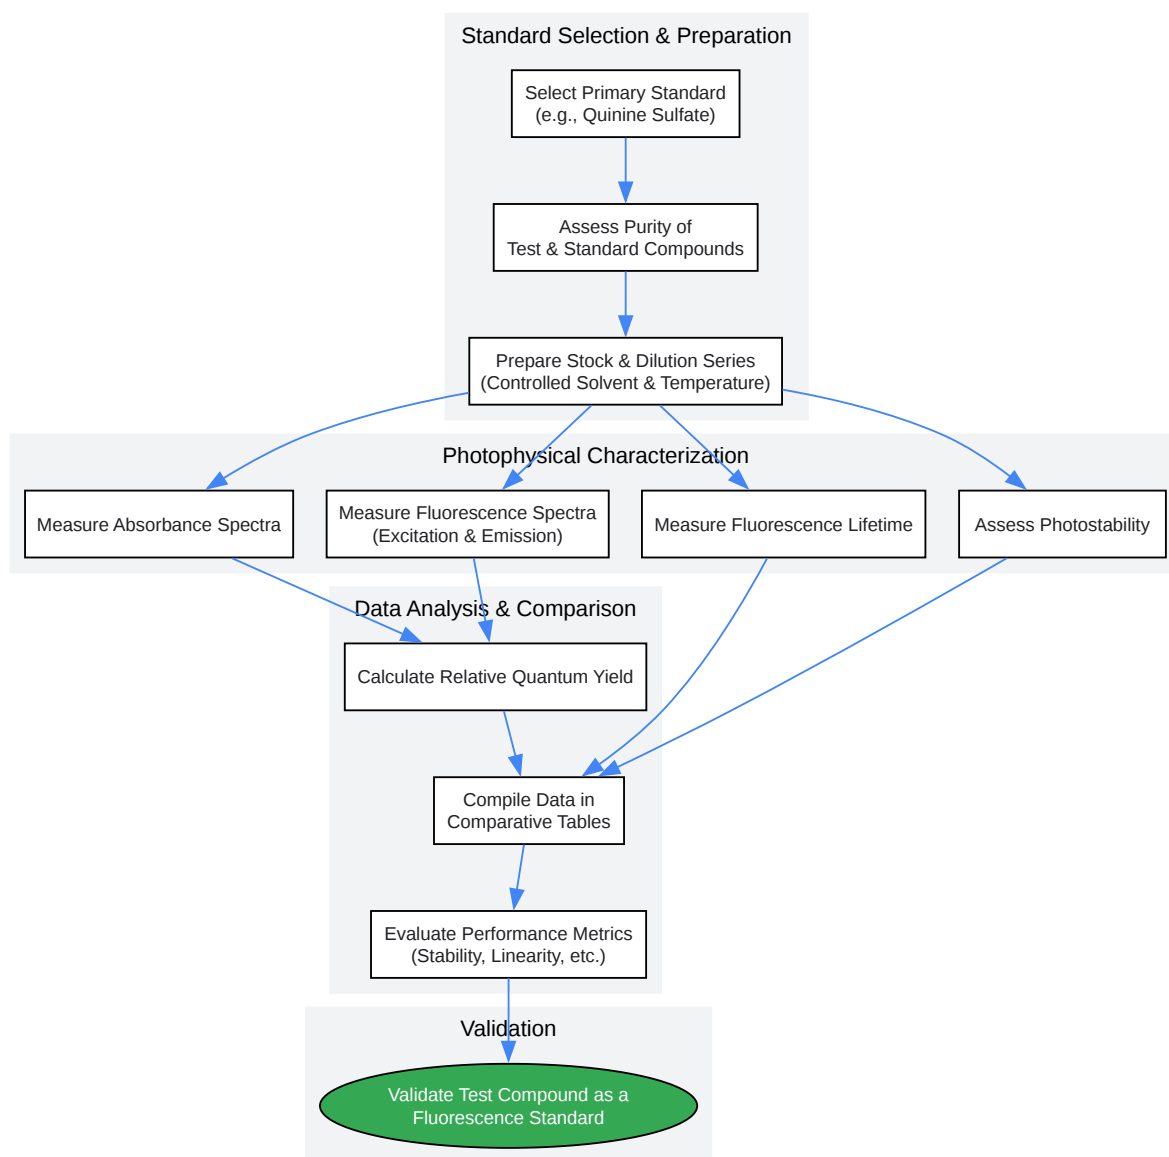 Standard Selection & Preparation
Select Primary Standard
(e.g., Quinine Sulfate)
Assess Purity of
Test & Standard Compounds
Prepare Stock & Dilution Series
(Controlled Solvent & Temperature)
Photophysical Characterization
Measure Absorbance Spectra
Measure Fluorescence Spectra
(Excitation & Emission)
Measure Fluorescence Lifetime
Assess Photostability
Data Analysis & Comparison
Calculate Relative Quantum Yield
Compile Data in
Comparative Tables
Evaluate Performance Metrics
(Stability, Linearity, etc.)
Validation
Validate Test Compound as a
Fluorescence Standard